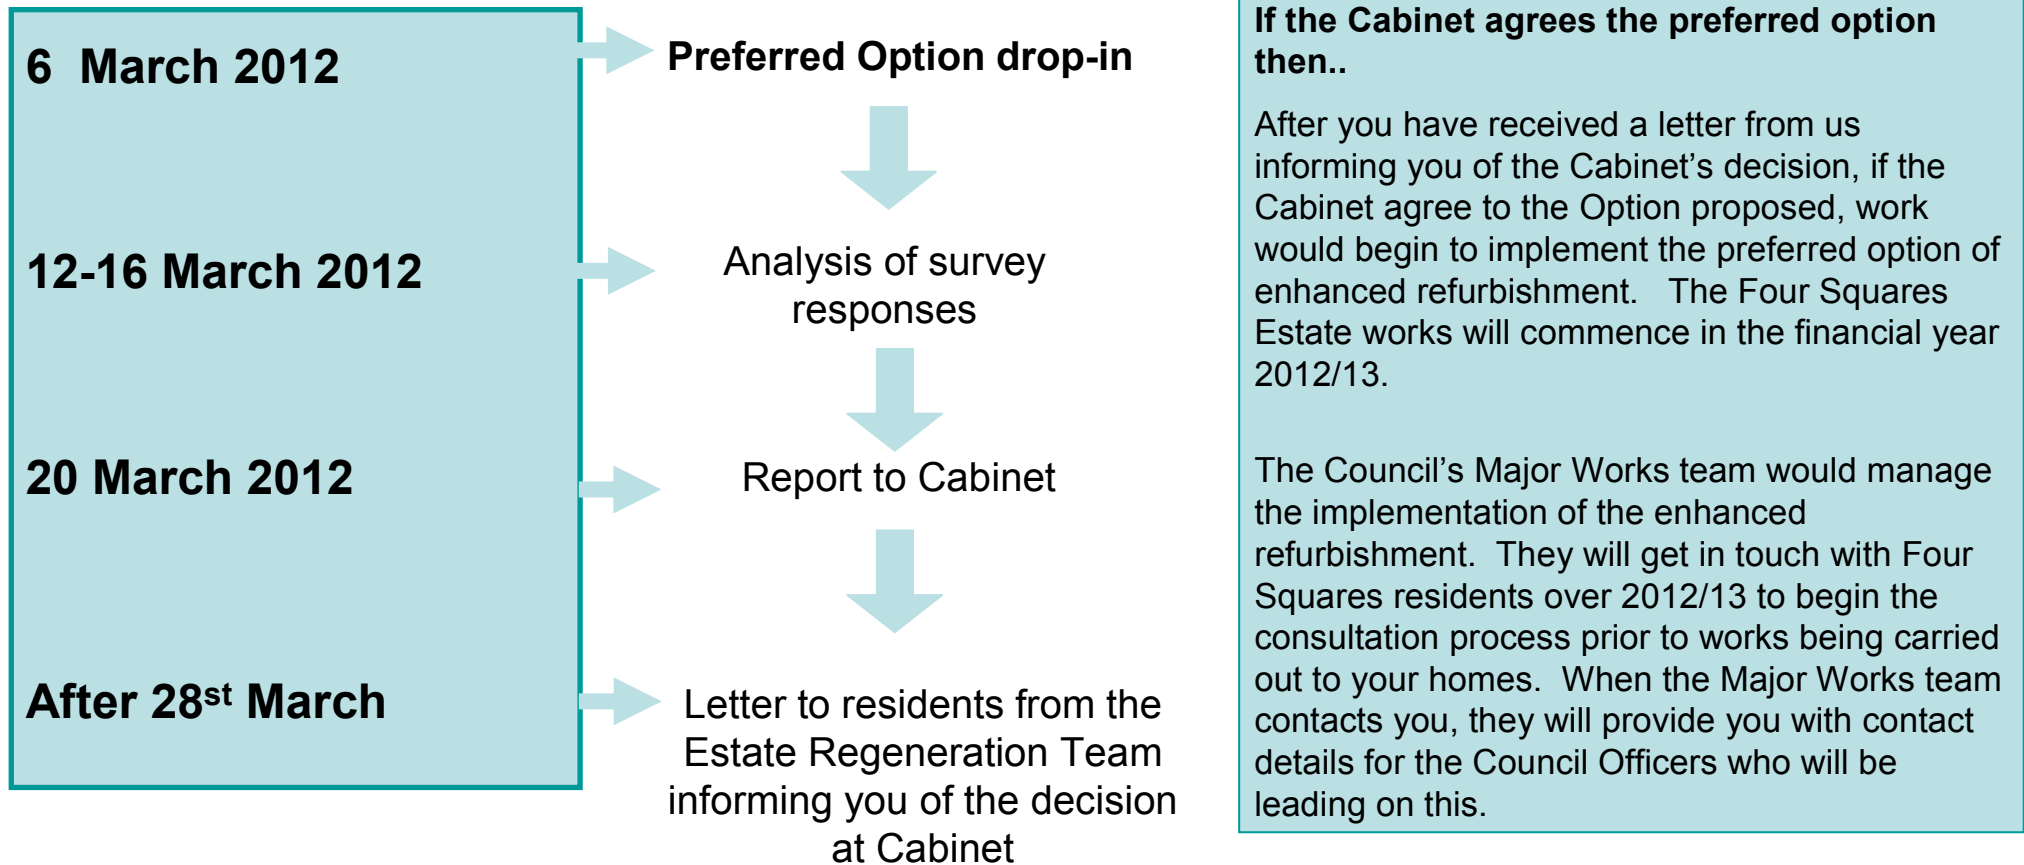 6 March 2012
Preferred Option drop-in
12-16 March 2012
Analysis of survey
responses
20 March 2012
Report to Cabinet
After 28st March
Letter to residents from the
Estate Regeneration Team
informing you of the decision
at Cabinet
If the Cabinet agrees the preferred option
then..
After you have received a letter from us
informing you of the Cabinet’s decision, if the
Cabinet agree to the Option proposed, work
would begin to implement the preferred option of
enhanced refurbishment. The Four Squares
Estate works will commence in the financial year
2012/13.
The Council’s Major Works team would manage
the implementation of the enhanced
refurbishment. They will get in touch with Four
Squares residents over 2012/13 to begin the
consultation process prior to works being carried
out to your homes. When the Major Works team
contacts you, they will provide you with contact
details for the Council Officers who will be
leading on this.